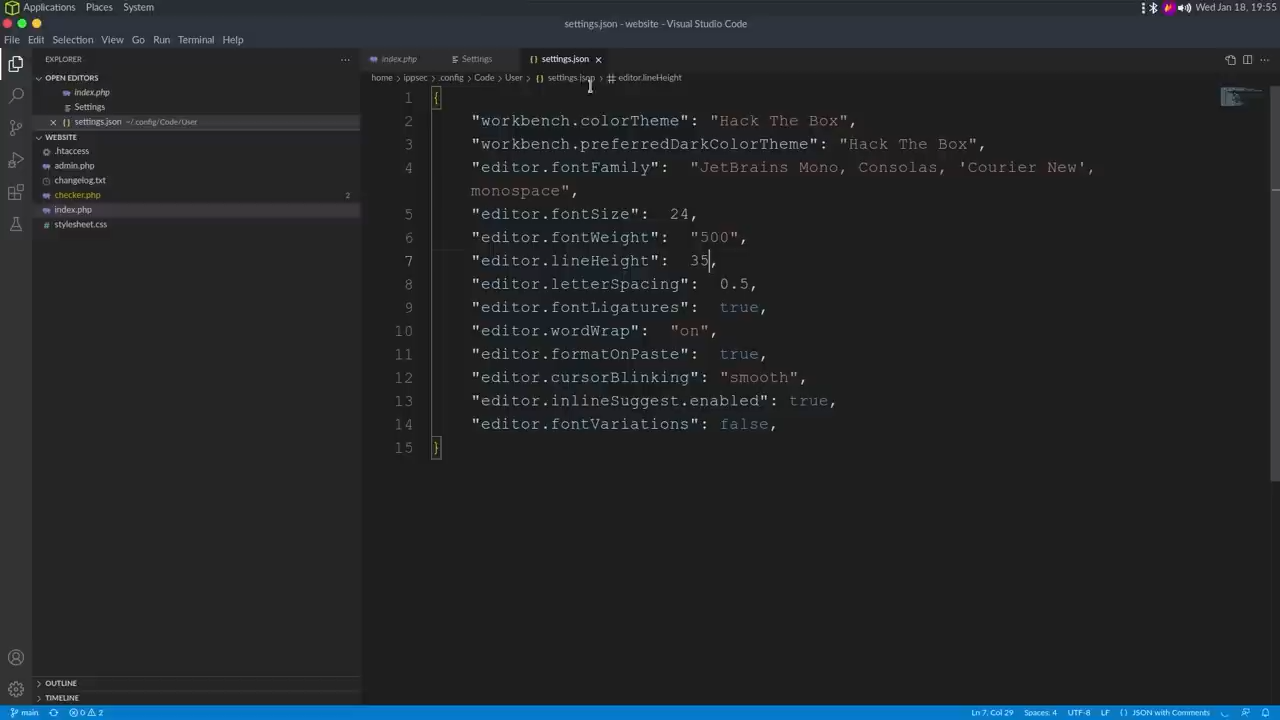 Applications Places System Wed Jan 18, 19:55
settings.json - website - Visual Studio Code
File Edit Selection View Go Run Terminal Help
EXPLORER
OPEN EDITORS
index.php
Settings
settings.json ~/.config/Code/User
WEBSITE
.htaccess
admin.php
changelog.txt
checker.php 2
index.php
stylesheet.css
OUTLINE
TIMELINE
index.php Settings settings.json
home > ippsec > .config > Code > User > {} settings.json > editor.lineHeight
1 {
2 "workbench.colorTheme": "Hack The Box",
3 "workbench.preferredDarkColorTheme": "Hack The Box",
4 "editor.fontFamily": "JetBrains Mono, Consolas, 'Courier New',
monospace",
5 "editor.fontSize": 24,
6 "editor.fontWeight": "500",
7 "editor.lineHeight": 35,
8 "editor.letterSpacing": 0.5,
9 "editor.fontLigatures": true,
10 "editor.wordWrap": "on",
11 "editor.formatOnPaste": true,
12 "editor.cursorBlinking": "smooth",
13 "editor.inlineSuggest.enabled": true,
14 "editor.fontVariations": false,
15 }
main 0 2 Ln 7, Col 29 Spaces: 4 UTF-8 LF {} JSON with Comments